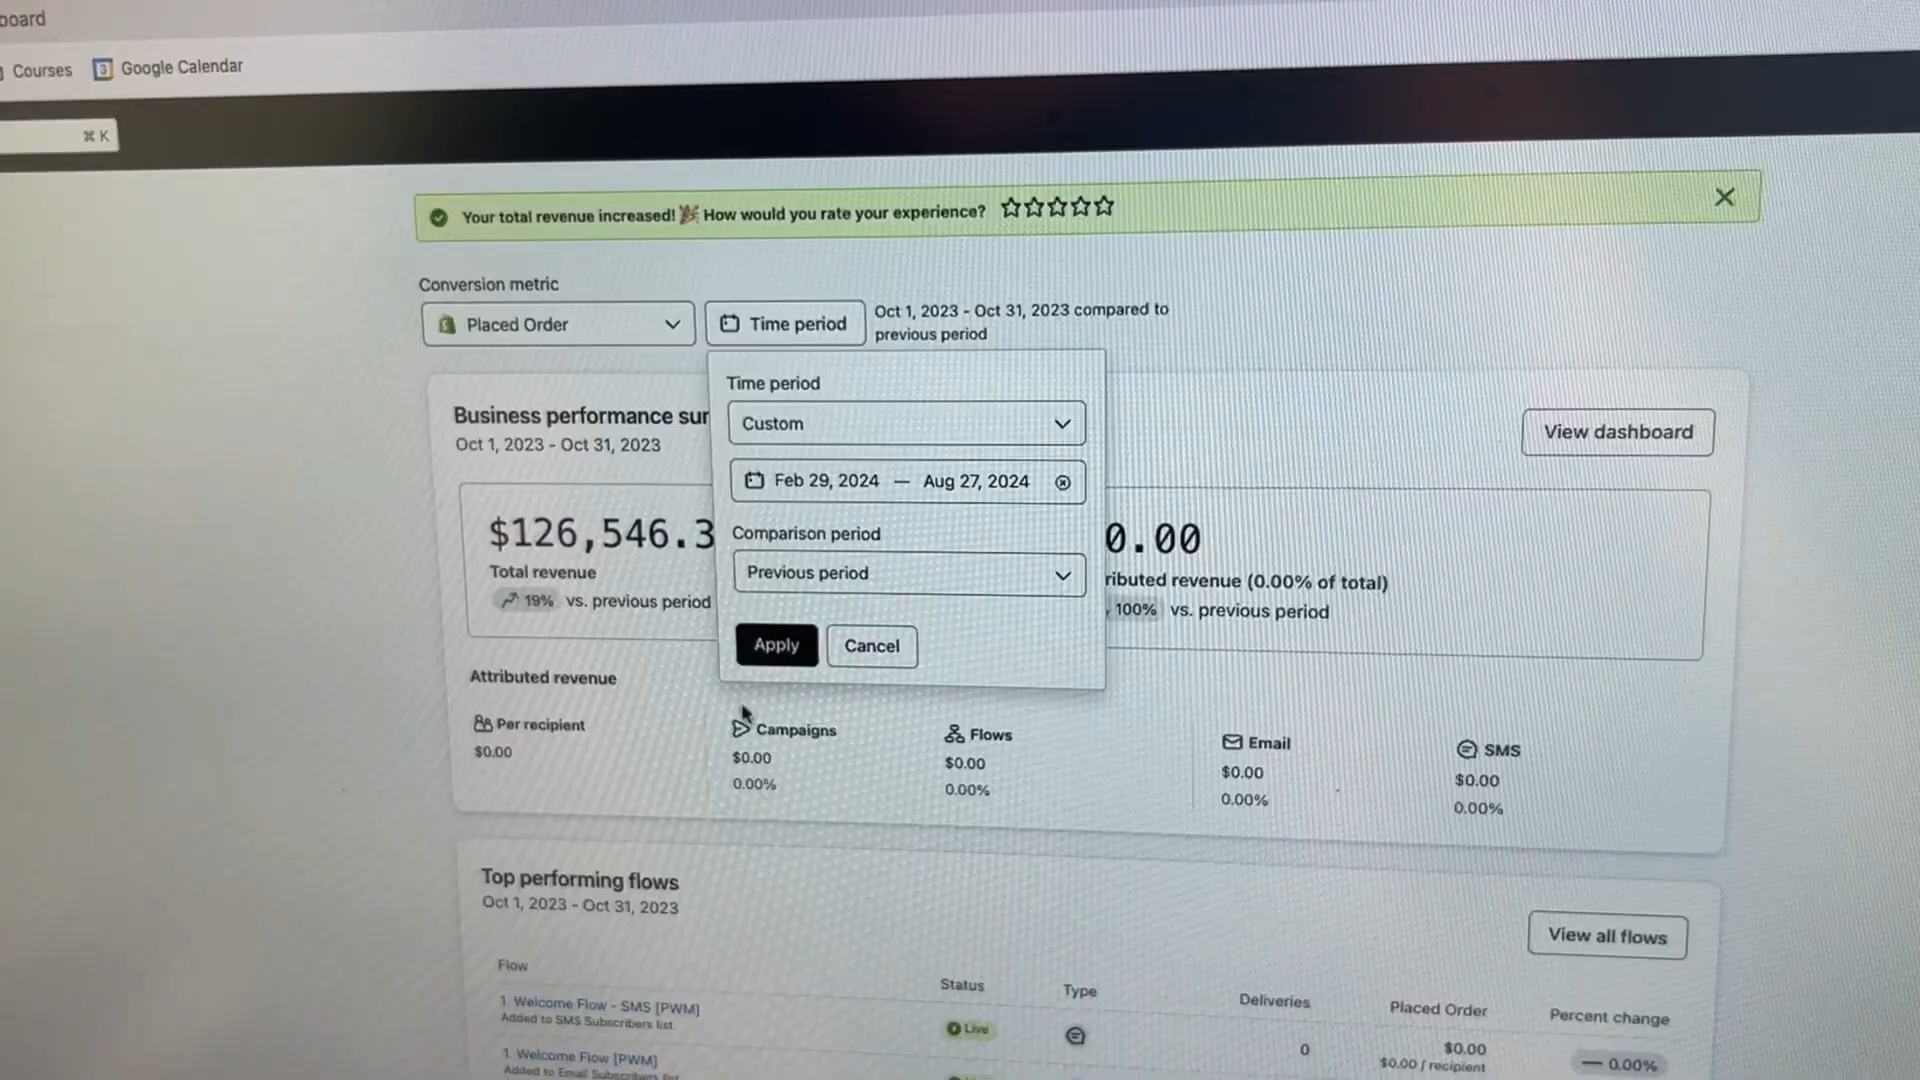 board
Courses
3 Google Calendar
⌘ K
Your total revenue increased! 🎉 How would you rate your experience?
Conversion metric
Placed Order
Time period
Oct 1, 2023 - Oct 31, 2023 compared to
previous period
Time period
Custom
Feb 29, 2024 — Aug 27, 2024
Comparison period
Previous period
Apply
Cancel
Business performance sur
Oct 1, 2023 - Oct 31, 2023
View dashboard
$126,546.3
Total revenue
19% vs. previous period
0.00
ributed revenue (0.00% of total)
100% vs. previous period
Attributed revenue
Per recipient
$0.00
Campaigns
$0.00
0.00%
Flows
$0.00
0.00%
Email
$0.00
0.00%
SMS
$0.00
0.00%
Top performing flows
Oct 1, 2023 - Oct 31, 2023
View all flows
Flow
Status
Type
Deliveries
Placed Order
Percent change
1. Welcome Flow - SMS [PWM]
Added to SMS Subscribers list
Live
0
$0.00
$0.00 / recipient
— 0.00%
1. Welcome Flow [PWM]
Added to Email Subscribers list